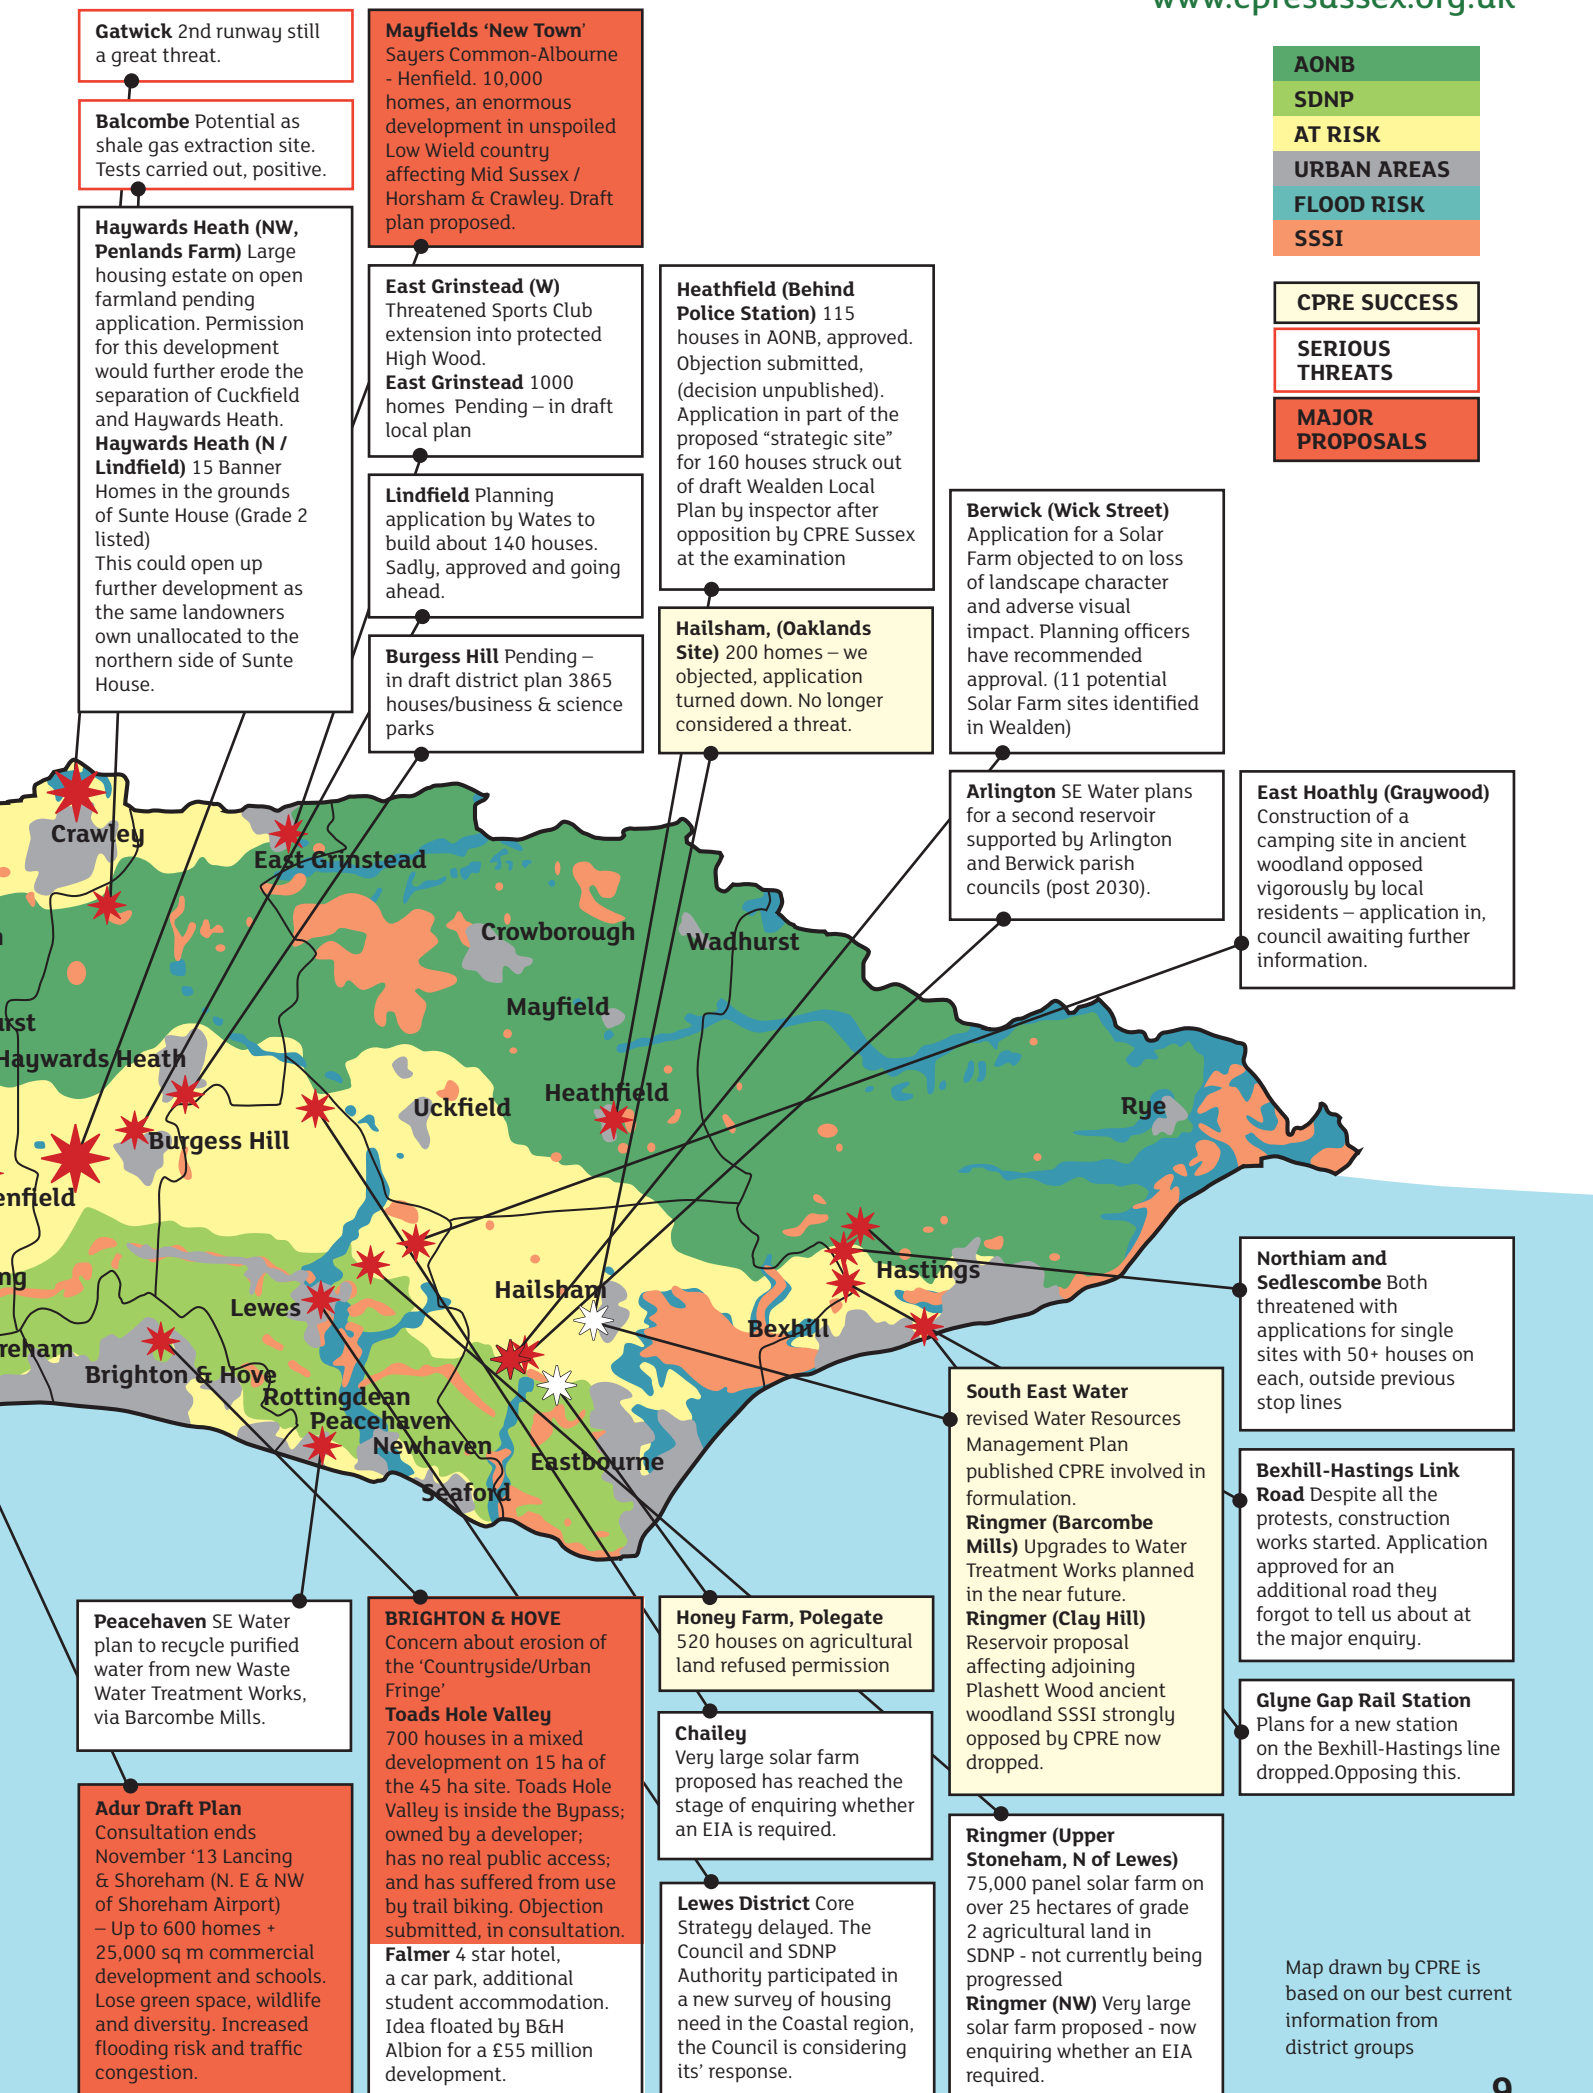 www.cpresussex.org.uk
Gatwick 2nd runway still
a great threat.
Balcombe Potential as
shale gas extraction site.
Tests carried out, positive.
Haywards Heath (NW,
Penlands Farm) Large
housing estate on open
farmland pending
application. Permission
for this development
would further erode the
separation of Cuckfield
and Haywards Heath.
Haywards Heath (N /
Lindfield) 15 Banner
Homes in the grounds
of Sunte House (Grade 2
listed)
This could open up
further development as
the same landowners
own unallocated to the
northern side of Sunte
House.
Mayfields ‘New Town’
Sayers Common-Albourne
- Henfield. 10,000
homes, an enormous
development in unspoiled
Low Wield country
affecting Mid Sussex /
Horsham & Crawley. Draft
plan proposed.
East Grinstead (W)
Threatened Sports Club
extension into protected
High Wood.
East Grinstead 1000
homes  Pending – in draft
local plan
Lindfield Planning
application by Wates to
build about 140 houses.
Sadly, approved and going
ahead.
Burgess Hill Pending –
in draft district plan 3865
houses/business & science
parks
Heathfield (Behind
Police Station) 115
houses in AONB, approved.
Objection submitted,
(decision unpublished).
Application in part of the
proposed “strategic site”
for 160 houses struck out
of draft Wealden Local
Plan by inspector after
opposition by CPRE Sussex
at the examination
Hailsham, (Oaklands
Site) 200 homes – we
objected, application
turned down. No longer
considered a threat.
AONB
SDNP
AT RISK
URBAN AREAS
FLOOD RISK
SSSI
CPRE SUCCESS
SERIOUS
THREATS
MAJOR
PROPOSALS
Berwick (Wick Street)
Application for a Solar
Farm objected to on loss
of landscape character
and adverse visual
impact. Planning officers
have recommended
approval. (11 potential
Solar Farm sites identified
in Wealden)
Arlington SE Water plans
for a second reservoir
supported by Arlington
and Berwick parish
councils (post 2030).
East Hoathly (Graywood)
Construction of a
camping site in ancient
woodland opposed
vigorously by local
residents – application in,
council awaiting further
information.
Crawley
East Grinstead
Crowborough
Wadhurst
Mayfield
urst
Haywards Heath
Heathfield
Uckfield
Rye
Burgess Hill
enfield
ng
Hastings
Hailsham
Lewes
Bexhill
reham
Brighton & Hove
Rottingdean
Peacehaven
Newhaven
Eastbourne
Seaford
Northiam and
Sedlescombe Both
threatened with
applications for single
sites with 50+ houses on
each, outside previous
stop lines
South East Water
revised Water Resources
Management Plan
published CPRE involved in
formulation.
Ringmer (Barcombe
Mills) Upgrades to Water
Treatment Works planned
in the near future.
Ringmer (Clay Hill)
Reservoir proposal
affecting adjoining
Plashett Wood ancient
woodland SSSI strongly
opposed by CPRE now
dropped.
Bexhill-Hastings Link
Road Despite all the
protests, construction
works started. Application
approved for an
additional road they
forgot to tell us about at
the major enquiry.
Glyne Gap Rail Station
Plans for a new station
on the Bexhill-Hastings line
dropped.Opposing this.
Peacehaven SE Water
plan to recycle purified
water from new Waste
Water Treatment Works,
via Barcombe Mills.
Adur Draft Plan
Consultation ends
November ‘13 Lancing
& Shoreham (N. E & NW
of Shoreham Airport)
– Up to 600 homes +
25,000 sq m commercial
development and schools.
Lose green space, wildlife
and diversity. Increased
flooding risk and traffic
congestion.
BRIGHTON & HOVE
Concern about erosion of
the ‘Countryside/Urban
Fringe’
Toads Hole Valley
700 houses in a mixed
development on 15 ha of
the 45 ha site. Toads Hole
Valley is inside the Bypass;
owned by a developer;
has no real public access;
and has suffered from use
by trail biking. Objection
submitted, in consultation.
Falmer 4 star hotel,
a car park, additional
student accommodation.
Idea floated by B&H
Albion for a £55 million
development.
Honey Farm, Polegate
520 houses on agricultural
land refused permission
Chailey
Very large solar farm
proposed has reached the
stage of enquiring whether
an EIA is required.
Lewes District Core
Strategy delayed. The
Council and SDNP
Authority participated in
a new survey of housing
need in the Coastal region,
the Council is considering
its’ response.
Ringmer (Upper
Stoneham, N of Lewes)
75,000 panel solar farm on
over 25 hectares of grade
2 agricultural land in
SDNP - not currently being
progressed
Ringmer (NW) Very large
solar farm proposed - now
enquiring whether an EIA
required.
Map drawn by CPRE is
based on our best current
information from
district groups
9